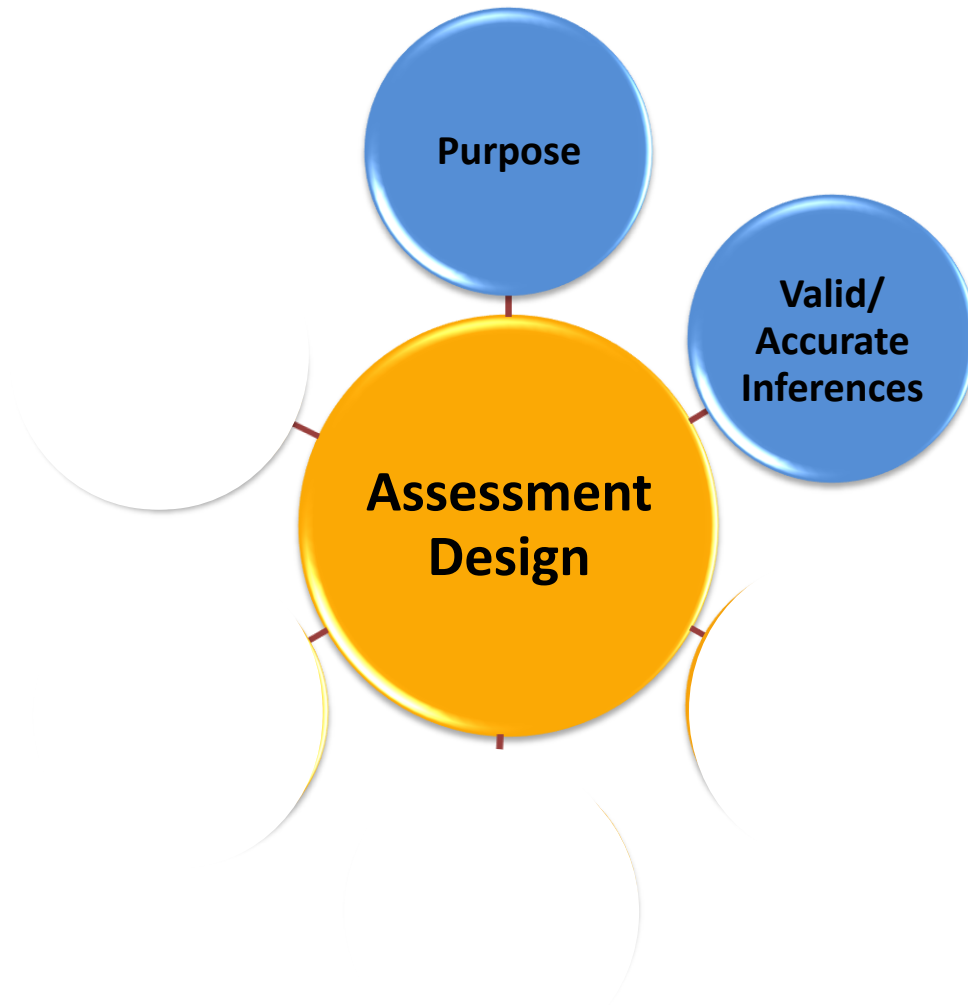 Purpose
Valid/
Accurate
Inferences
Assessment
Design